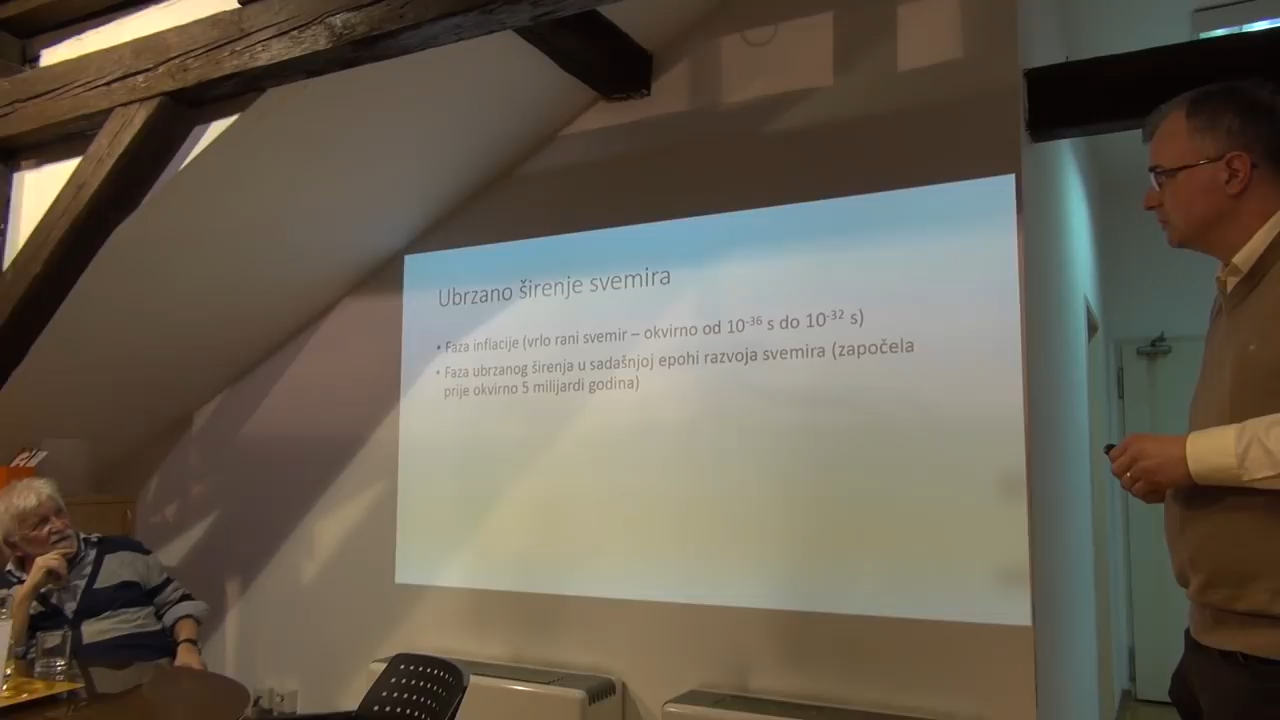 Ubrzano širenje svemira
• Faza inflacije (vrlo rani svemir – okvirno od 10⁻³⁶ s do 10⁻³² s)
• Faza ubrzanog širenja u sadašnjoj epohi razvoja svemira (započela
prije okvirno 5 milijardi godina)